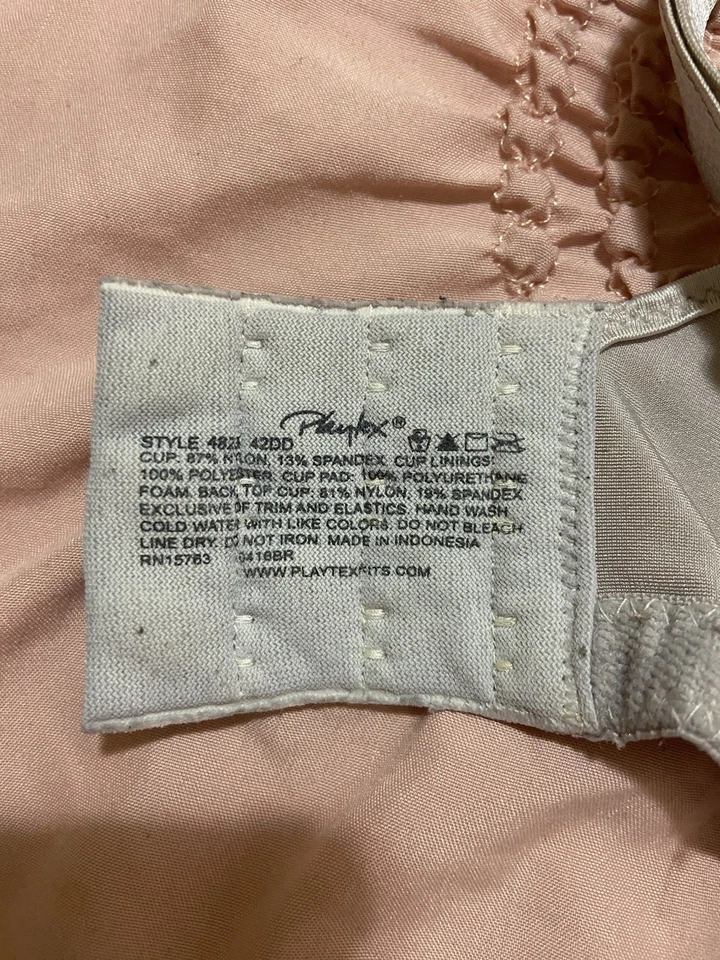 Playtex®
STYLE 42DD
CUP: 87% NYLON, 13% SPANDEX. CUP LININGS:
100% POLYESTER. CUP PAD: 100% POLYURETHANE
FOAM. BACK, TOP CUP: 81% NYLON, 19% SPANDEX
EXCLUSIVE OF TRIM AND ELASTICS. HAND WASH
COLD WATER WITH LIKE COLORS. DO NOT BLEACH.
LINE DRY. DO NOT IRON. MADE IN INDONESIA
RN15763 0416BR
WWW.PLAYTEXFITS.COM